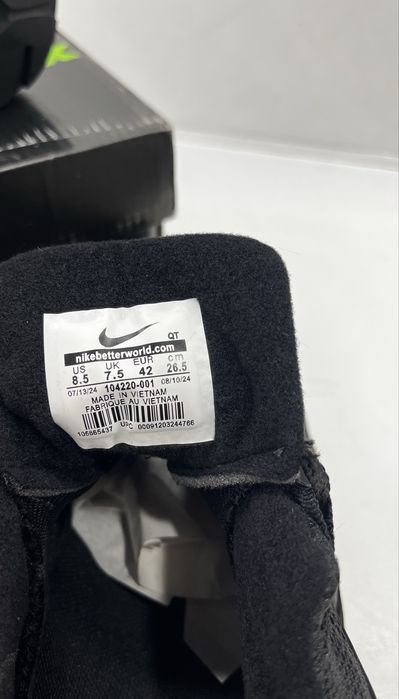 QT
nikebetterworld.com
US UK EUR cm
8.5 7.5 42 26.5
07/13/24 104220-001 08/10/24
MADE IN VIETNAM
FABRIQUE AU VIETNAM
106665437 UPC 00091203244766